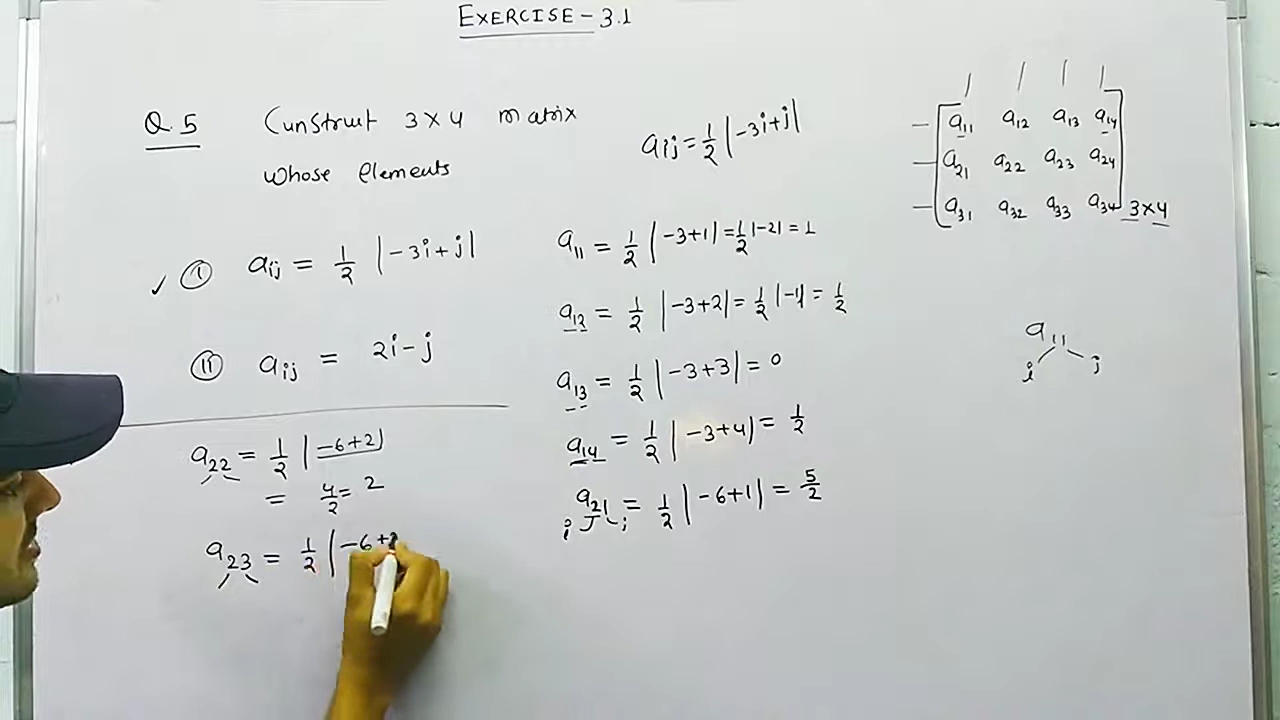 EXERCISE-3.1
Q.5 Cunstruct 3×4 matrix
whose elements
✓ (I) aij = 1/2 |-3i+j|
(II) aij = 2i-j
a22 = 1/2 |-6+2|
= 4/2 = 2
a23 = 1/2 |-6+
aij = 1/2 |-3i+j|
a11 = 1/2 |-3+1| = 1/2 |-2| = 1
a12 = 1/2 |-3+2| = 1/2 |-1| = 1/2
a13 = 1/2 |-3+3| = 0
a14 = 1/2 |-3+4| = 1/2
a21 = 1/2 |-6+1| = 5/2
i J j
a11 a12 a13 a14
a21 a22 a23 a24
a31 a32 a33 a34 3×4
a11
i j